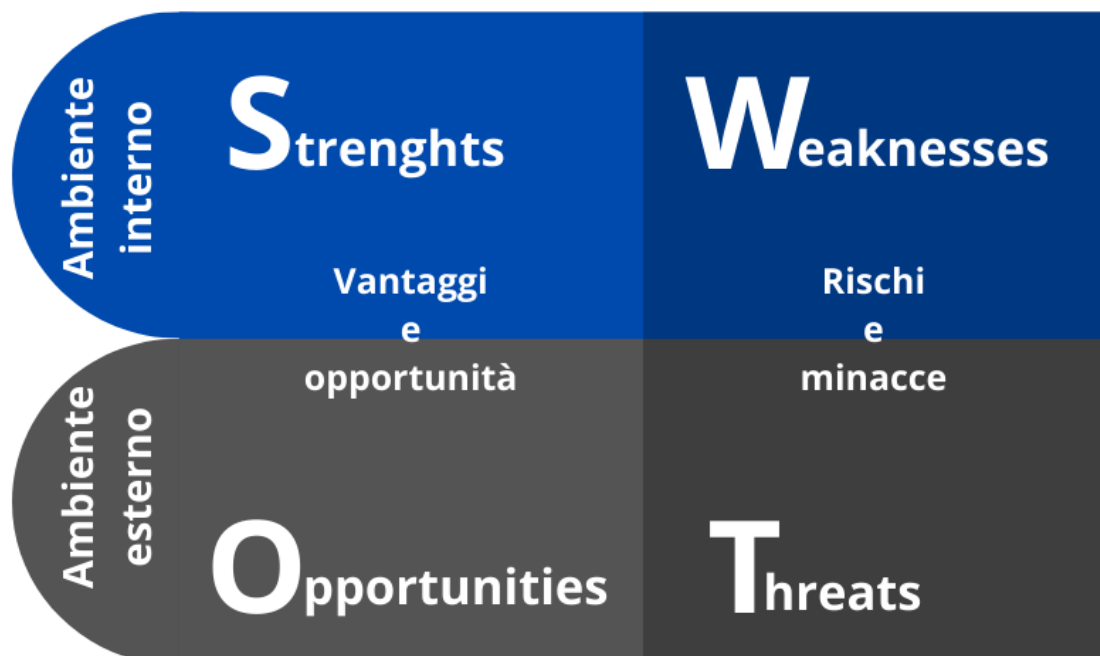 Ambiente
interno
Strenghts
Weaknesses
Vantaggi
e
opportunità
Rischi
e
minacce
Ambiente
esterno
Opportunities
Threats